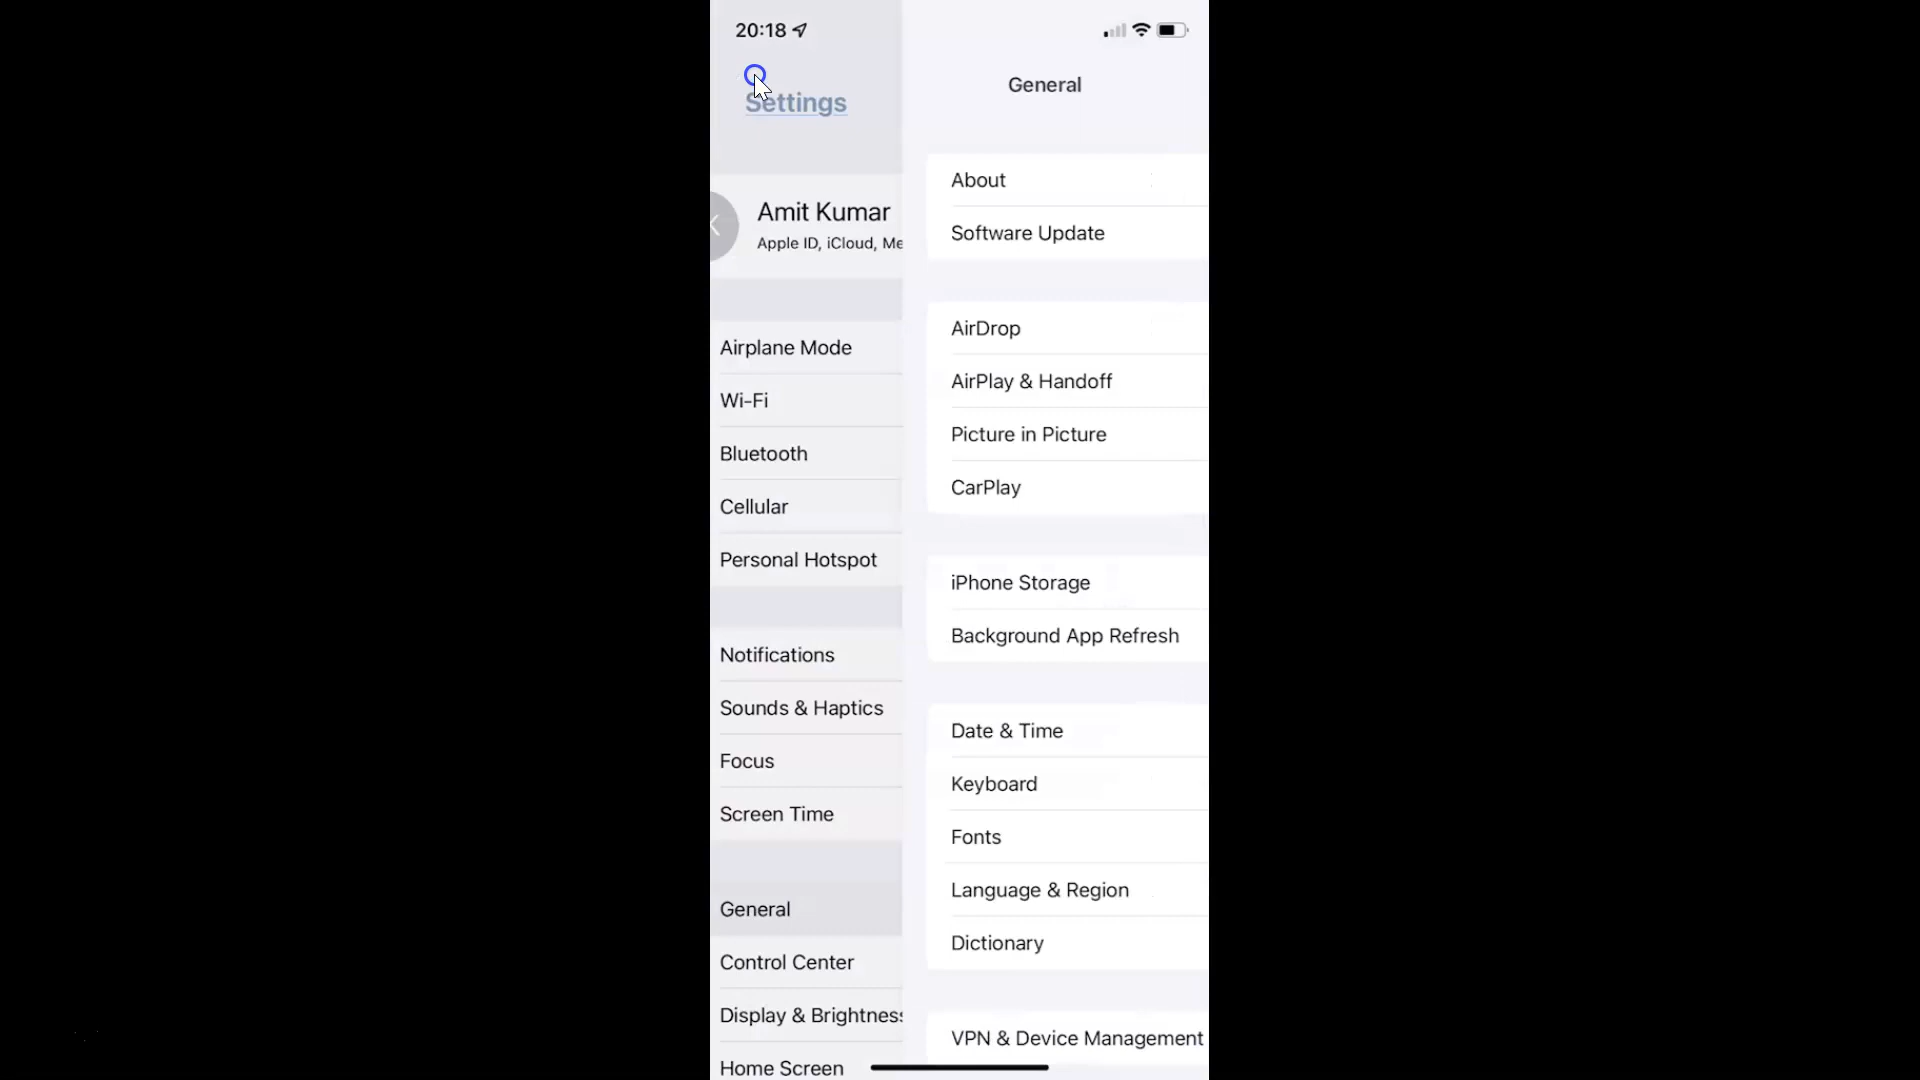 20:18
Settings
Amit Kumar
Apple ID, iCloud, Me
Airplane Mode
Wi-Fi
Bluetooth
Cellular
Personal Hotspot
Notifications
Sounds & Haptics
Focus
Screen Time
General
Control Center
Display & Brightness
Home Screen
General
About
Software Update
AirDrop
AirPlay & Handoff
Picture in Picture
CarPlay
iPhone Storage
Background App Refresh
Date & Time
Keyboard
Fonts
Language & Region
Dictionary
VPN & Device Management